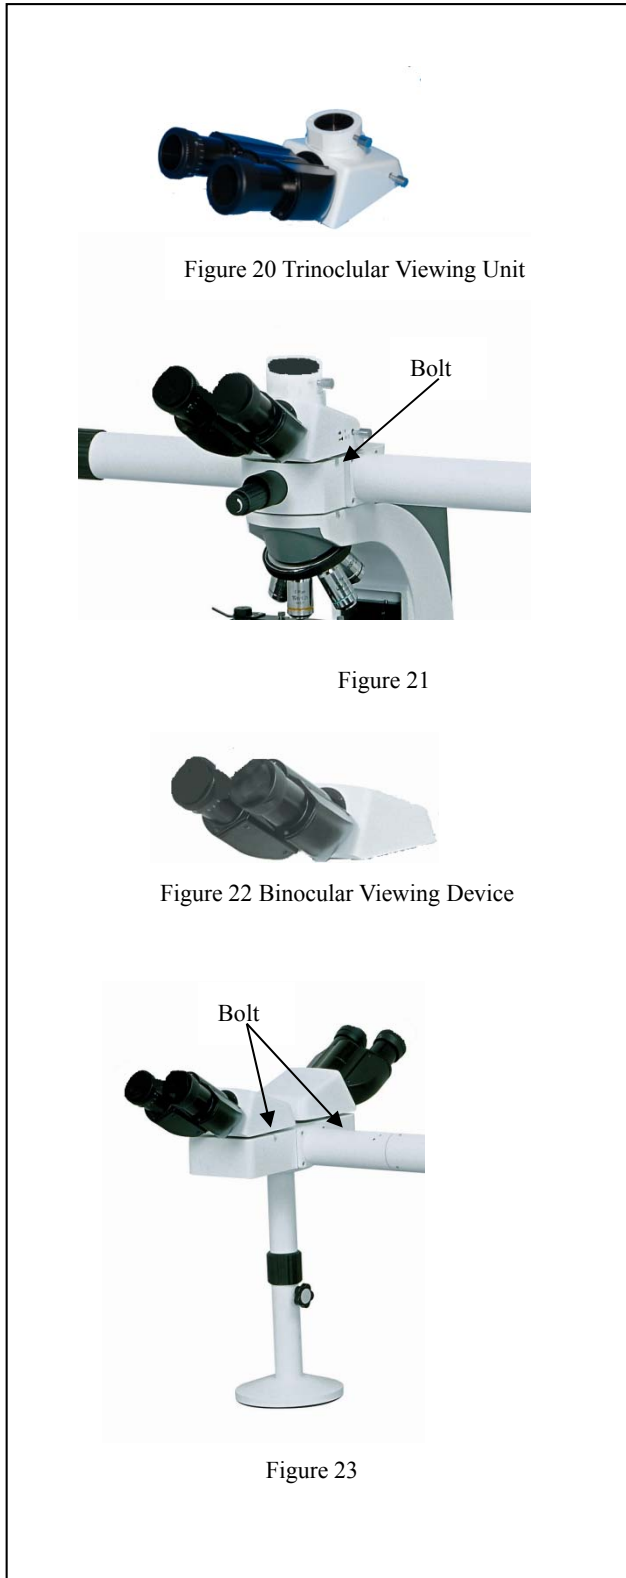 Figure 20 Trinoclular Viewing Unit
Bolt
Figure 21
Figure 22 Binocular Viewing Device
Bolt
Figure 23